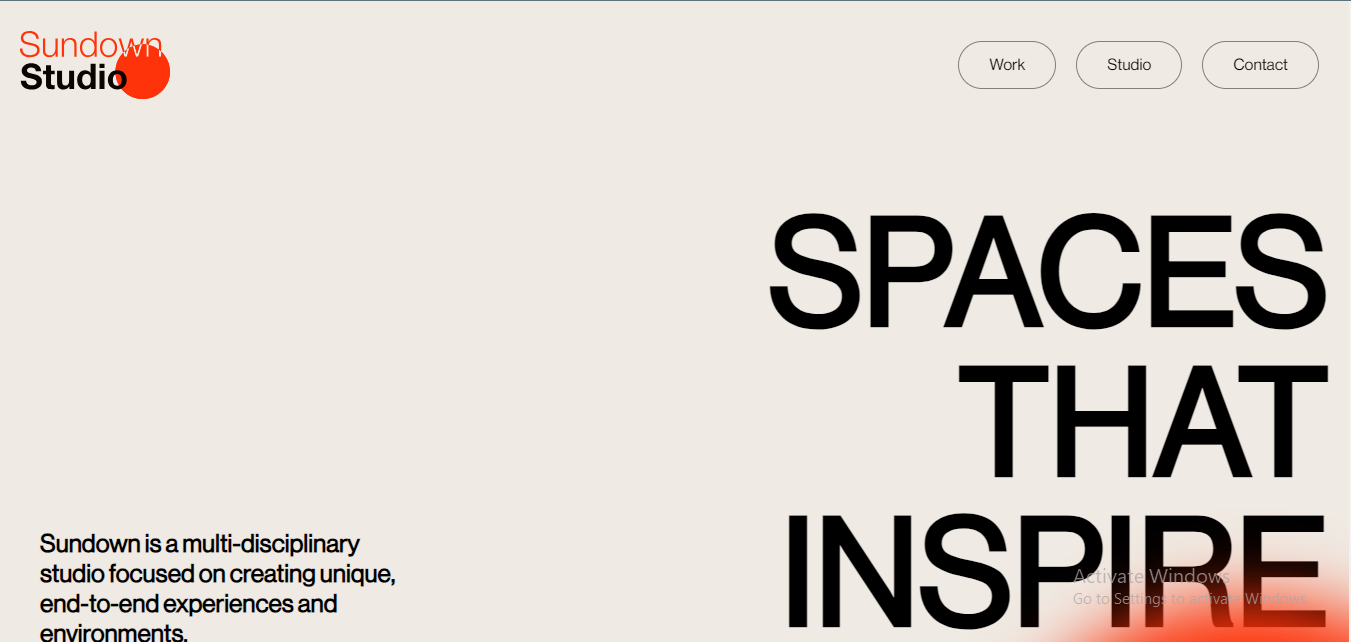 Sundown
Studio
Work
Studio
Contact
SPACES
THAT
INSPIRE
Sundown is a multi-disciplinary
studio focused on creating unique,
end-to-end experiences and
environments.
Activate Windows
Go to Settings to activate Windows.